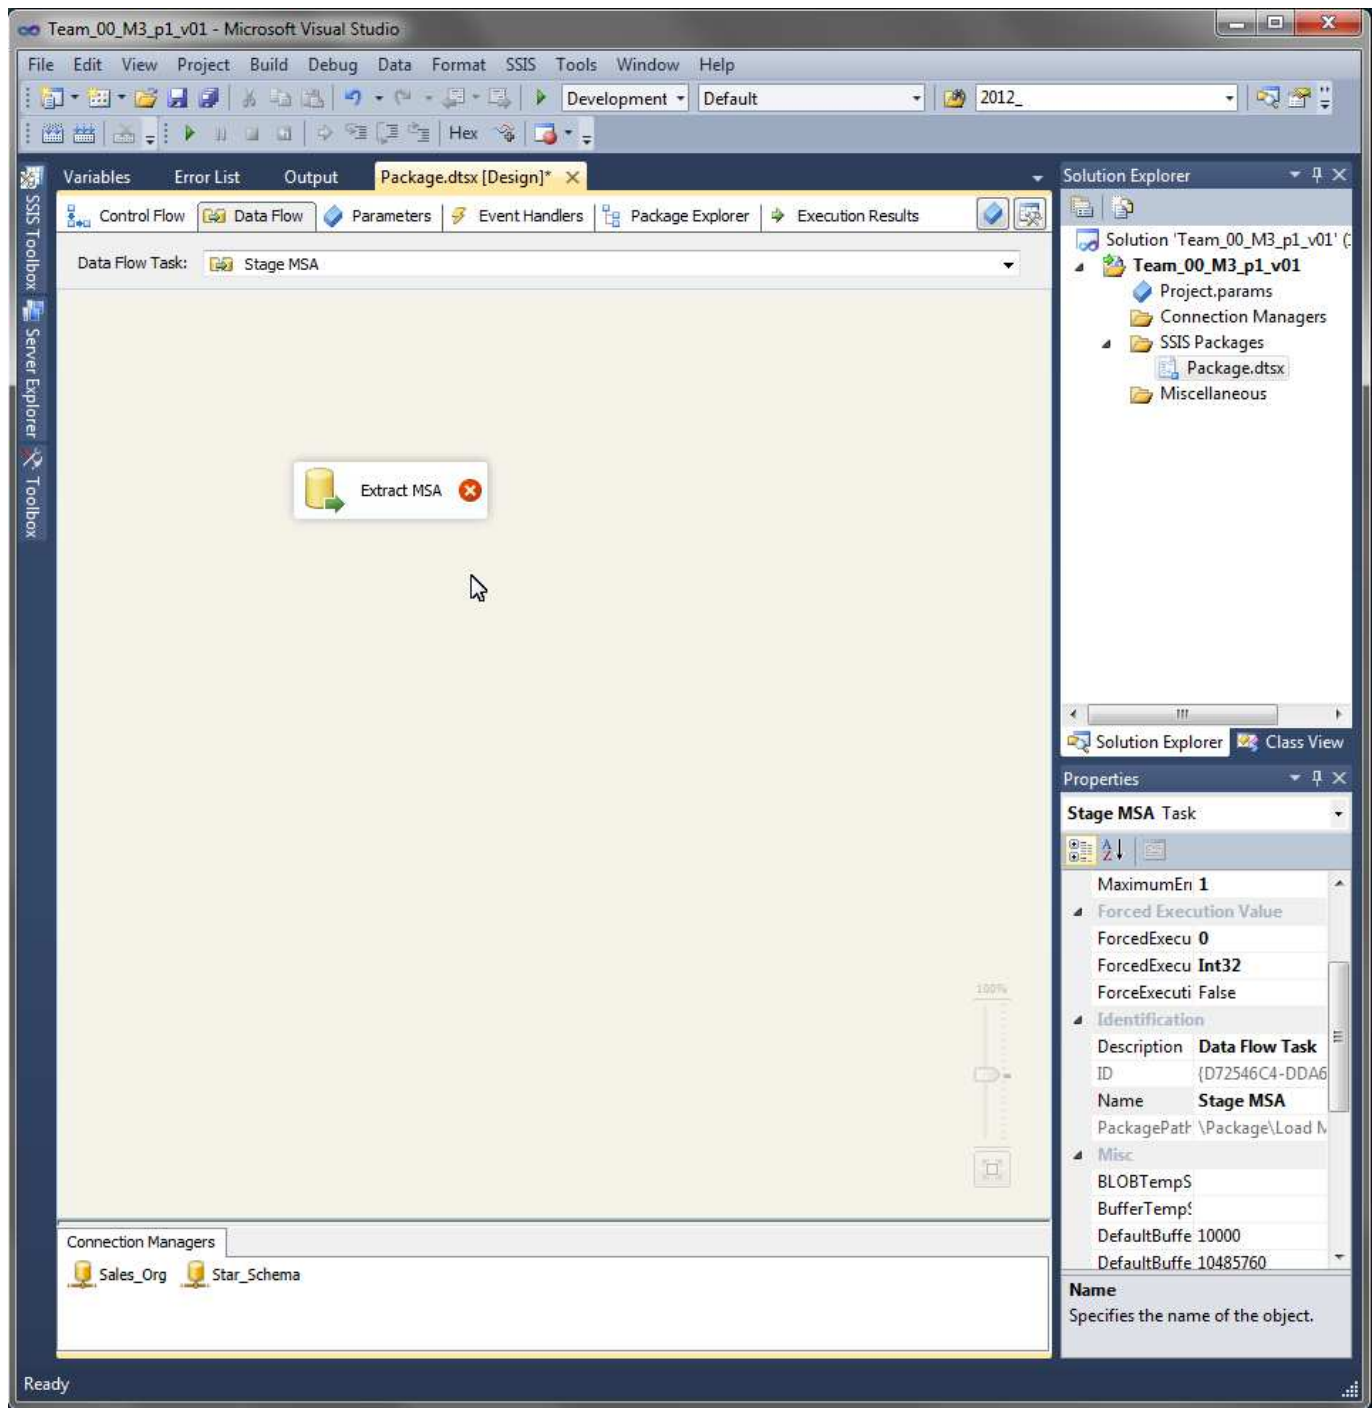 Team_00_M3_p1_v01 - Microsoft Visual Studio
File Edit View Project Build Debug Data Format SSIS Tools Window Help
Development Default 2012_
Hex
SSIS Toolbox
Server Explorer
Toolbox
Variables Error List Output Package.dtsx [Design]*
Control Flow Data Flow Parameters Event Handlers Package Explorer Execution Results
Data Flow Task: Stage MSA
Extract MSA
100%
Connection Managers
Sales_Org Star_Schema
Solution Explorer
Solution 'Team_00_M3_p1_v01' (
Team_00_M3_p1_v01
Project.params
Connection Managers
SSIS Packages
Package.dtsx
Miscellaneous
Solution Explorer Class View
Properties
Stage MSA Task
MaximumErr 1
Forced Execution Value
ForcedExecu 0
ForcedExecu Int32
ForceExecuti False
Identification
Description Data Flow Task
ID {D72546C4-DDA6
Name Stage MSA
PackagePath \Package\Load M
Misc
BLOBTempS
BufferTempS
DefaultBuffe 10000
DefaultBuffe 10485760
Name
Specifies the name of the object.
Ready